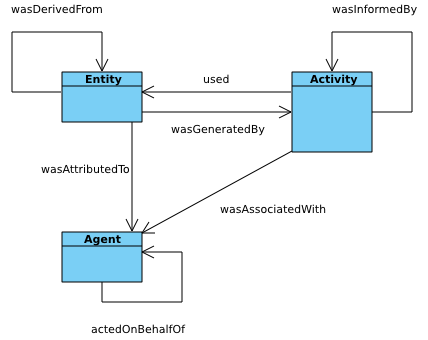 wasDerivedFrom
wasInformedBy
Entity
used
Activity
wasGeneratedBy
wasAttributedTo
wasAssociatedWith
Agent
actedOnBehalfOf